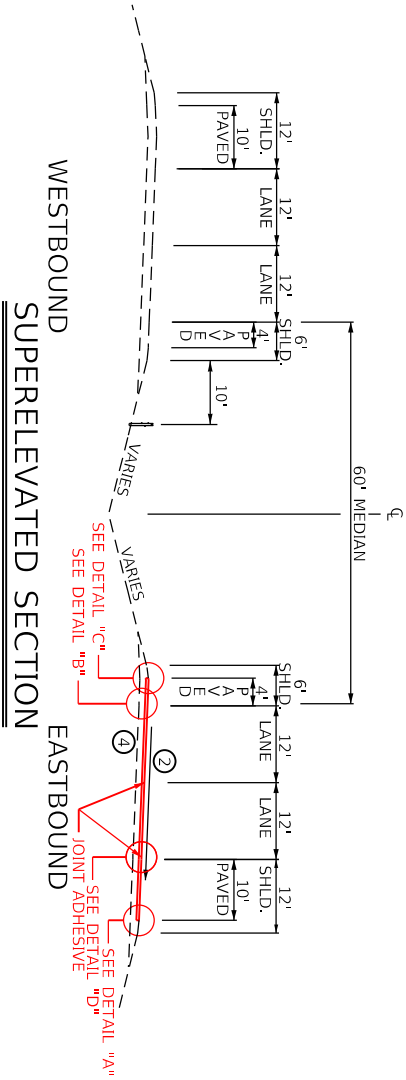 ℄
60' MEDIAN
12'
SHLD.
10'
PAVED
12'
LANE
12'
LANE
6'
SHLD.
4'
PAVED
10'
6'
SHLD.
4'
PAVED
12'
LANE
12'
LANE
12'
SHLD.
10'
PAVED
VARIES
VARIES
2
4
SEE DETAIL "C"
SEE DETAIL "B"
JOINT ADHESIVE
SEE DETAIL "D"
SEE DETAIL "A"
WESTBOUND
EASTBOUND
SUPERELEVATED SECTION